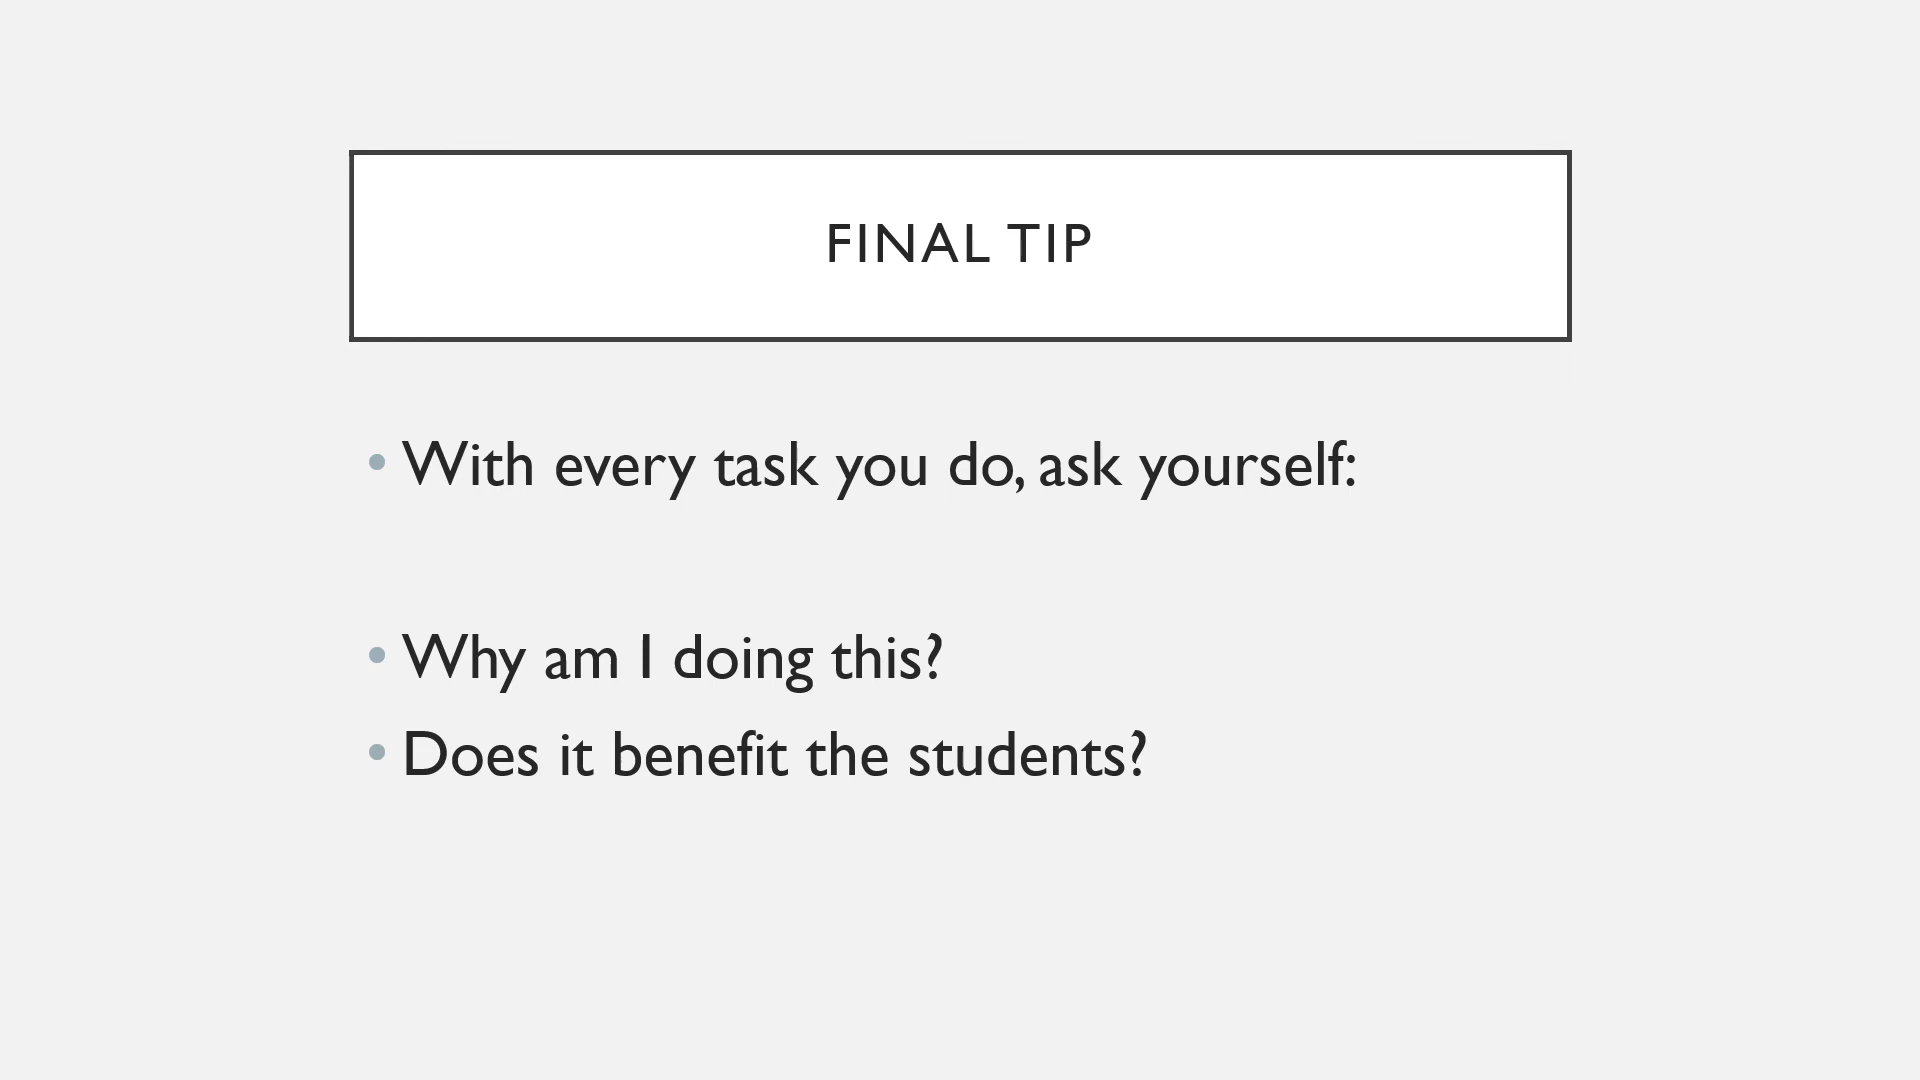 FINAL TIP
• With every task you do, ask yourself:
• Why am I doing this?
• Does it benefit the students?